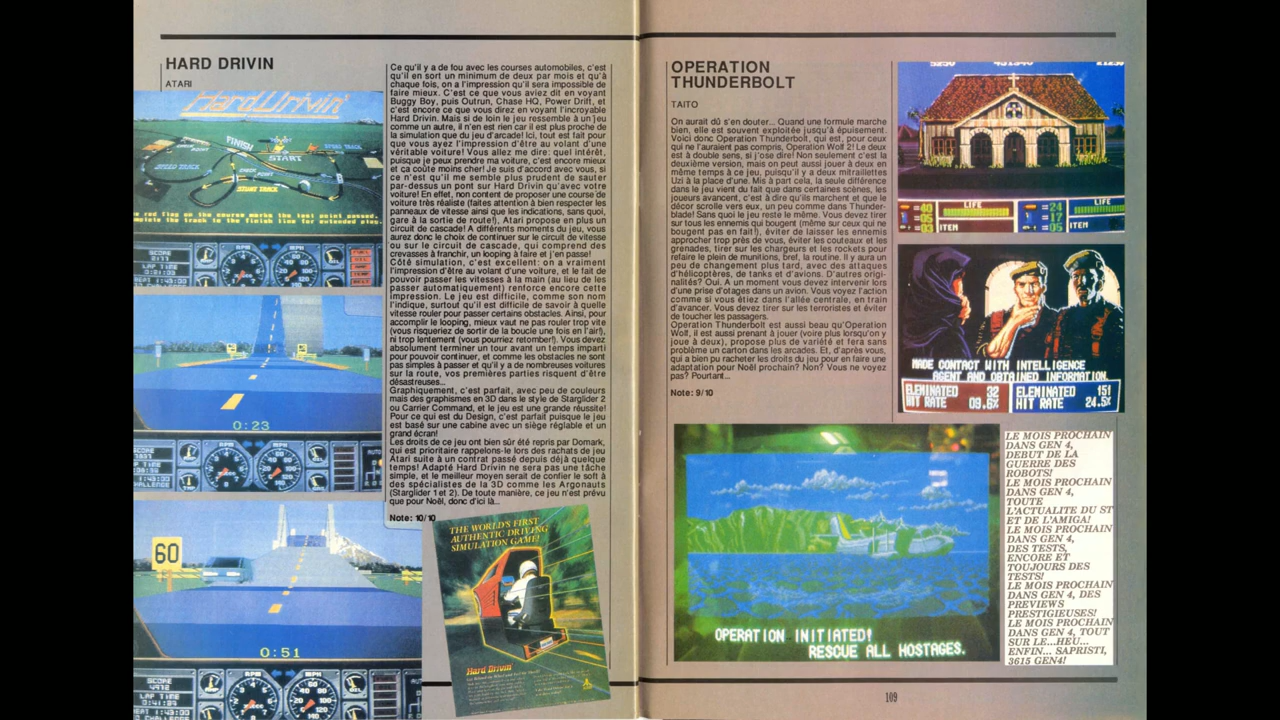 HARD DRIVIN
ATARI
Hard Drivin'
FINISH
SPEED TRACK
START
SPEED TRACK
CHECK POINT
STUNT TRACK
SCORE
LAP TIME
RPM
MPH
0:23
RPM
MPH
60
0:51
SCORE
4972
LAP TIME
RPM
MPH
Ce qu'il y a de fou avec les courses automobiles, c'est
qu'il en sort un minimum de deux par mois et qu'à
chaque fois, on a l'impression qu'il sera impossible de
faire mieux. C'est ce que vous aviez dit en voyant
Buggy Boy, puis Outrun, Chase HQ, Power Drift, et
c'est encore ce que vous direz en voyant l'incroyable
Hard Drivin. Mais si de loin le jeu ressemble à un jeu
comme un autre, il n'en est rien car il est plus proche de
la simulation que du jeu d'arcade! Ici, tout est fait pour
que vous ayez l'impression d'être au volant d'une
véritable voiture! Vous allez me dire: quel intérêt,
puisque je peux prendre ma voiture, c'est encore mieux
et ça coûte moins cher! Je suis d'accord avec vous, si
ce n'est qu'il me semble plus prudent de sauter
par-dessus un pont sur Hard Drivin qu'avec votre
voiture! En effet, non content de proposer une course de
voiture très réaliste (faites attention à bien respecter les
panneaux de vitesse ainsi que les indications, sans quoi,
gare à la sortie de route!), Atari propose en plus un
circuit de cascade! A différents moments du jeu, vous
aurez donc le choix de continuer sur le circuit de vitesse
ou sur le circuit de cascade, qui comprend des
crevasses à franchir, un looping à faire et j'en passe!
Côté simulation, c'est excellent: on a vraiment
l'impression d'être au volant d'une voiture, et le fait de
pouvoir passer les vitesses à la main (au lieu de les
passer automatiquement) renforce encore cette
impression. Le jeu est difficile, comme son nom
l'indique, surtout qu'il est difficile de savoir à quelle
vitesse rouler pour passer certains obstacles. Ainsi, pour
accomplir le looping, mieux vaut ne pas rouler trop vite
(vous risqueriez de sortir de la boucle une fois en l'air!),
ni trop lentement (vous pourriez retomber!). Vous devez
absolument terminer un tour avant un temps imparti
pour pouvoir continuer, et comme les obstacles ne sont
pas simples à passer et qu'il y a de nombreuses voitures
sur la route, vos premières parties risquent d'être
désastreuses...
Graphiquement, c'est parfait, avec peu de couleurs
mais des graphismes en 3D dans le style de Starglider 2
ou Carrier Command, et le jeu est une grande réussite!
Pour ce qui est du Design, c'est parfait puisque le jeu
est basé sur une cabine avec un siège réglable et un
grand écran!
Les droits de ce jeu ont bien sûr été repris par Domark,
qui est prioritaire rappelons-le lors des rachats de jeu
Atari suite à un contrat passé depuis déjà quelque
temps! Adapté Hard Drivin ne sera pas une tâche
simple, et le meilleur moyen serait de confier le soft à
des spécialistes de la 3D comme les Argonauts
(Starglider 1 et 2). De toute manière, ce jeu n'est prévu
que pour Noël, donc d'ici là...
Note: 10/10
THE WORLD'S FIRST
AUTHENTIC DRIVING
SIMULATION GAME!
Hard Drivin'
OPERATION
THUNDERBOLT
TAITO
On aurait dû s'en douter... Quand une formule marche
bien, elle est souvent exploitée jusqu'à épuisement.
Voici donc Operation Thunderbolt, qui est, pour ceux
qui ne l'auraient pas compris, Operation Wolf 2! Le deux
est à double sens, si j'ose dire! Non seulement c'est la
deuxième version, mais on peut aussi jouer à deux en
même temps à ce jeu, puisqu'il y a deux mitraillettes
Uzi à la place d'une. Mis à part cela, la seule différence
dans le jeu vient du fait que dans certaines scènes, les
joueurs avancent, c'est à dire qu'ils marchent et que le
décor scrolle vers eux, un peu comme dans Thunder-
blade! Sans quoi le jeu reste le même. Vous devez tirer
sur tous les ennemis qui bougent (même sur ceux qui ne
bougent pas en fait!), éviter de laisser les ennemis
approcher trop près de vous, éviter les couteaux et les
grenades, tirer sur les chargeurs et les rockets pour
refaire le plein de munitions, bref, la routine. Il y aura un
peu de changement plus tard, avec des attaques
d'hélicoptères, de tanks et d'avions. D'autres origi-
nalités? Oui. A un moment vous devez intervenir lors
d'une prise d'otages dans un avion. Vous voyez l'action
comme si vous étiez dans l'allée centrale, en train
d'avancer. Vous devez tirer sur les terroristes et éviter
de toucher les passagers.
Operation Thunderbolt est aussi beau qu'Operation
Wolf, il est aussi prenant à jouer (voire plus lorsqu'on y
joue à deux), propose plus de variété et fera sans
problème un carton dans les arcades. Et, d'après vous,
qui a bien pu racheter les droits du jeu pour en faire une
adaptation pour Noël prochain? Non? Vous ne voyez
pas? Pourtant...
Note: 9/10
LIFE
LIFE
=40
=05
=03
ITEM
=24
=17
=05
ITEM
MADE CONTACT WITH INTELLIGENCE
AGENT AND OBTAINED INFORMATION.
ELEMINATED 32
HIT RATE 09.6%
ELEMINATED 151
HIT RATE 24.5%
OPERATION INITIATED!
RESCUE ALL HOSTAGES.
LE MOIS PROCHAIN
DANS GEN 4,
DEBUT DE LA
GUERRE DES
ROBOTS!
LE MOIS PROCHAIN
DANS GEN 4,
TOUTE
L'ACTUALITE DU ST
ET DE L'AMIGA!
LE MOIS PROCHAIN
DANS GEN 4,
DES TESTS,
ENCORE ET
TOUJOURS DES
TESTS!
LE MOIS PROCHAIN
DANS GEN 4, DES
PREVIEWS
PRESTIGIEUSES!
LE MOIS PROCHAIN
DANS GEN 4, TOUT
SUR LE...HEU...
ENFIN... SAPRISTI,
3615 GEN4!
109